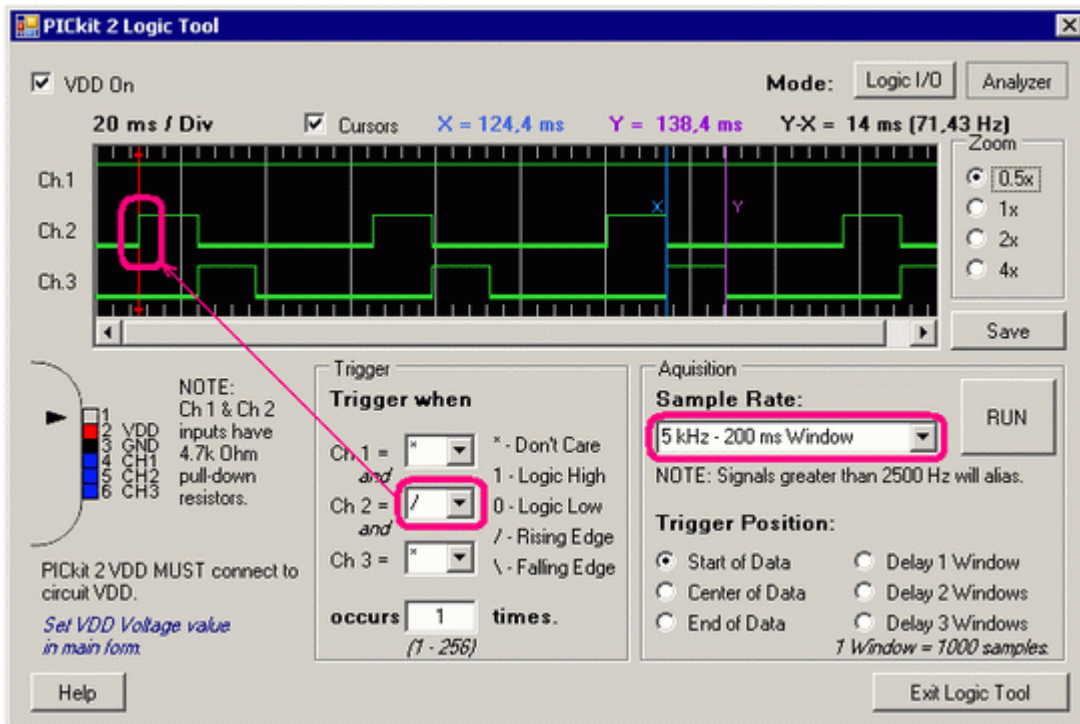 PICkit 2 Logic Tool
VDD On
Mode: Logic I/O Analyzer
20 ms / Div Cursors X = 124,4 ms Y = 138,4 ms Y-X = 14 ms (71,43 Hz)
Zoom
Ch.1
Ch.2
Ch.3
X
Y
0.5x
1x
2x
4x
Save
NOTE:
Ch 1 & Ch 2
inputs have
4.7k Ohm
pull-down
resistors.
1
2 VDD
3 GND
4 CH1
5 CH2
6 CH3
PICkit 2 VDD MUST connect to
circuit VDD.
Set VDD Voltage value
in main form.
Help
Trigger
Trigger when
Ch 1 = *
and
Ch 2 = /
and
Ch 3 = *
* - Don't Care
1 - Logic High
0 - Logic Low
/ - Rising Edge
\ - Falling Edge
occurs 1 times.
(1 - 256)
Aquisition
Sample Rate:
5 kHz - 200 ms Window
RUN
NOTE: Signals greater than 2500 Hz will alias.
Trigger Position:
Start of Data
Center of Data
End of Data
Delay 1 Window
Delay 2 Windows
Delay 3 Windows
1 Window = 1000 samples.
Exit Logic Tool